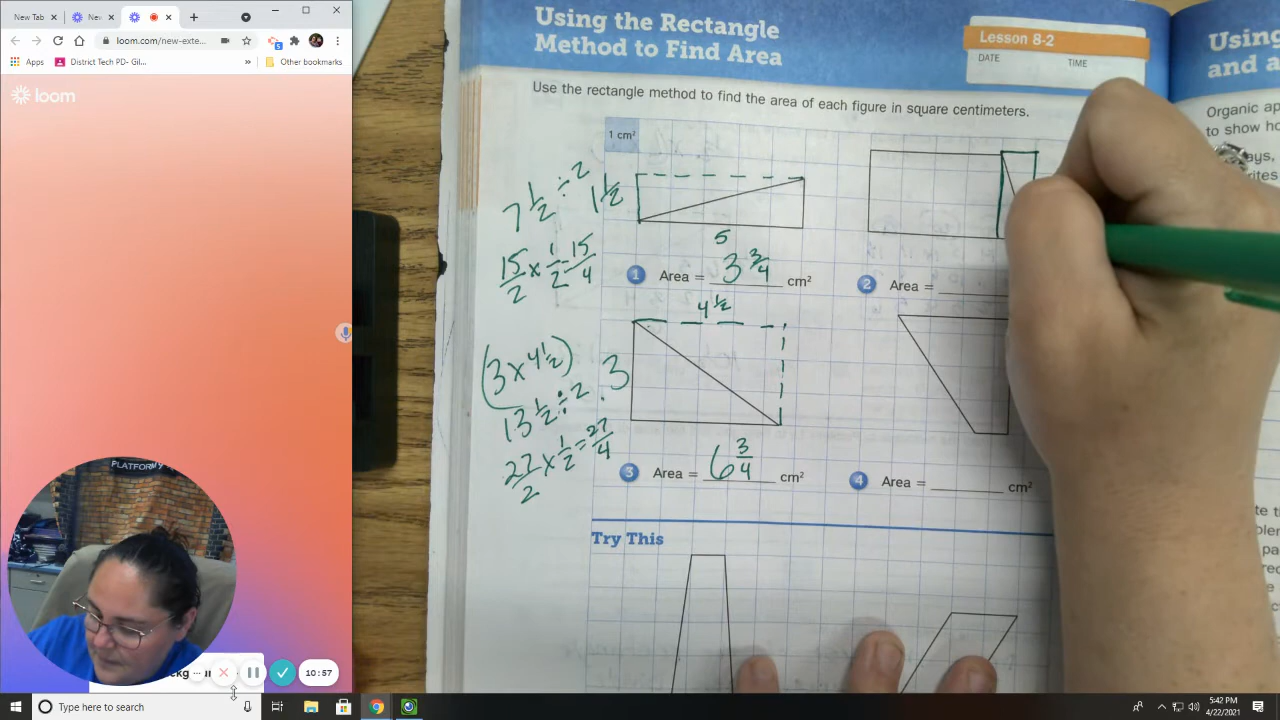 New Tab
New
loom.com/new-exte...
5
Apps
District Tech PD- Gil...
»
Other bookmarks
loom
PLATFORM
10:57
Type here to search
5:42 PM
4/22/2021
Using the Rectangle
Method to Find Area
Lesson 8-2
DATE TIME
Use the rectangle method to find the area of each figure in square centimeters.
1 cm²
7 1/2 ÷ 2
1 1/2
15/2 × 1/2 = 15/4
5
1 Area = 3 3/4 cm²
2 Area = ______
4 1/2
(3 × 4 1/2)
3
13 1/2 ÷ 2
27/2 × 1/2 = 27/4
3 Area = 6 3/4 cm²
4 Area = ______ cm²
Try This
Using
and a
Organic ap
to show ho